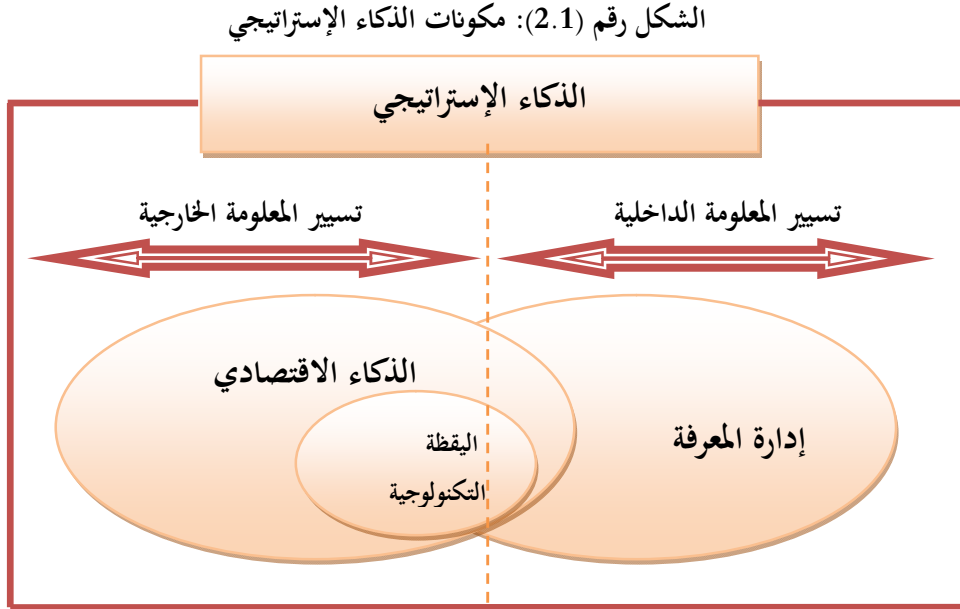 الشكل رقم (2.1): مكونات الذكاء الإستراتيجي
الذكاء الإستراتيجي
تسيير المعلومة الداخلية
تسيير المعلومة الخارجية
الذكاء الاقتصادي
إدارة المعرفة
اليقظة
التكنولوجية